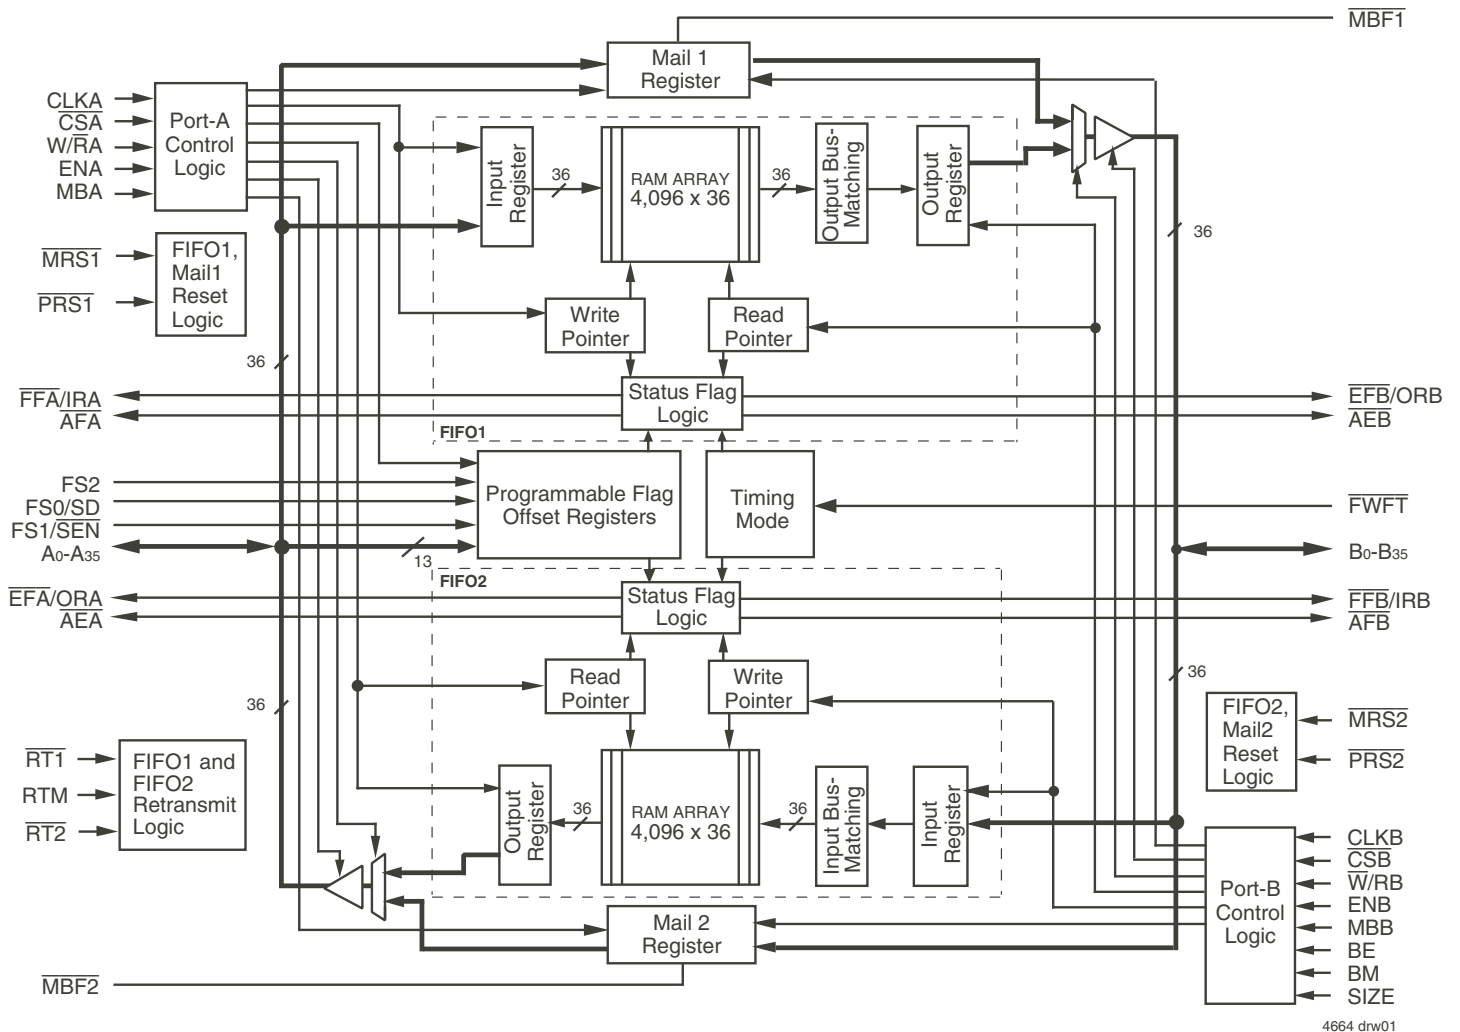 MBF1
Mail 1
Register
CLKA
CSA
W/RA
ENA
MBA
Port-A
Control
Logic
MRS1
PRS1
FIFO1,
Mail1
Reset
Logic
Input
Register
36
RAM ARRAY
4,096 x 36
36
Output Bus-
Matching
Output
Register
36
Write
Pointer
Read
Pointer
36
FFA/IRA
AFA
Status Flag
Logic
EFB/ORB
AEB
FIFO1
FS2
FS0/SD
FS1/SEN
A0-A35
Programmable Flag
Offset Registers
Timing
Mode
FWFT
13
B0-B35
FIFO2
EFA/ORA
AEA
Status Flag
Logic
FFB/IRB
AFB
36
Read
Pointer
Write
Pointer
36
FIFO2,
Mail2
Reset
Logic
MRS2
PRS2
RT1
RTM
RT2
FIFO1 and
FIFO2
Retransmit
Logic
Output
Register
36
RAM ARRAY
4,096 x 36
36
Input Bus-
Matching
Input
Register
Port-B
Control
Logic
CLKB
CSB
W/RB
ENB
MBB
BE
BM
SIZE
Mail 2
Register
MBF2
4664 drw01